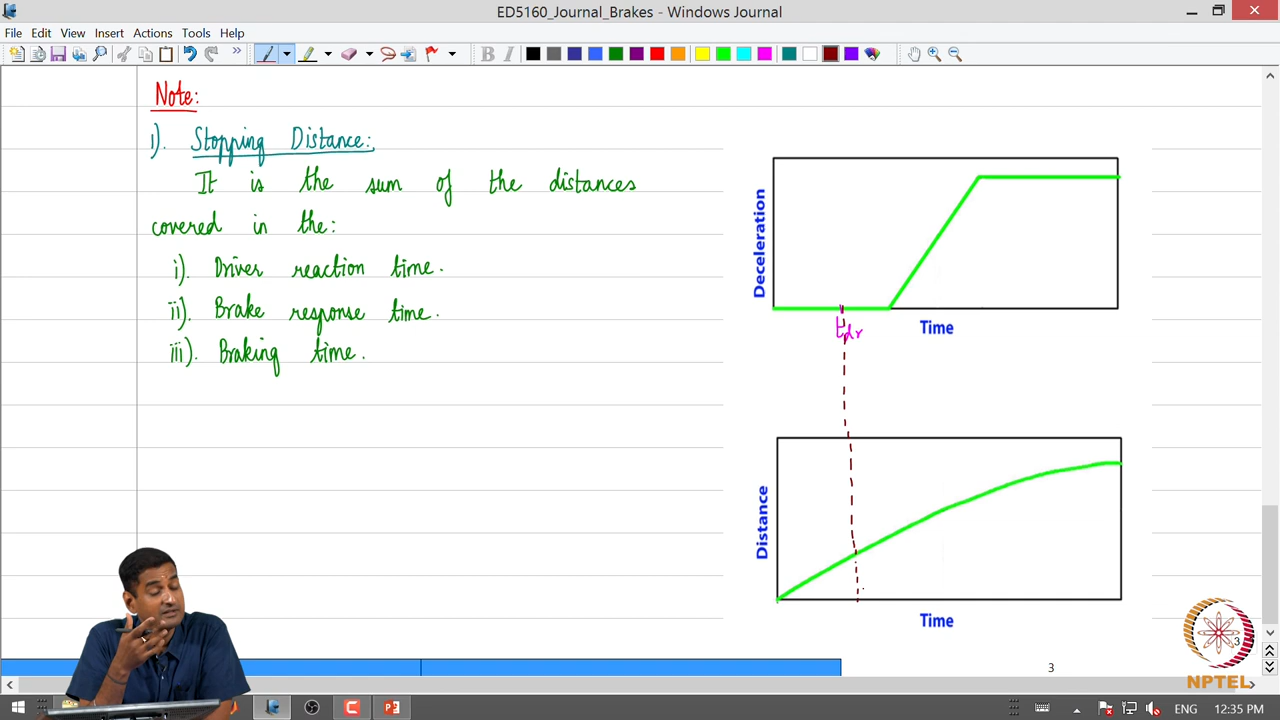 ED5160_Journal_Brakes - Windows Journal
File Edit View Insert Actions Tools Help
Note:
i). Stopping Distance:
It is the sum of the distances
covered in the:
i). Driver reaction time.
ii). Brake response time.
iii). Braking time.
Deceleration
tdr
Time
Distance
Time
3
3
NPTEL
ENG 12:35 PM